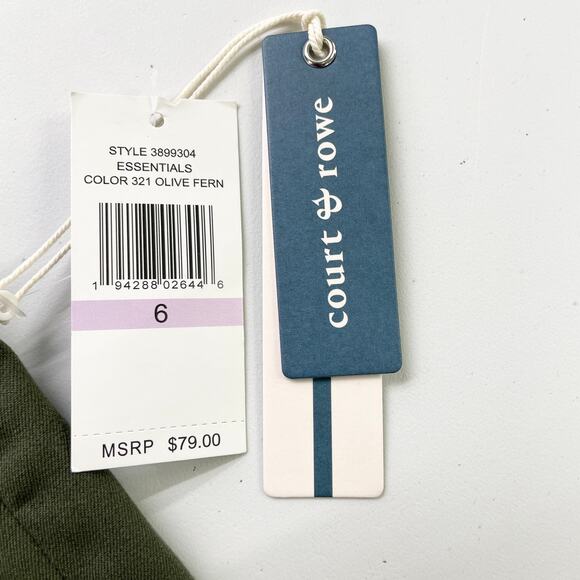 STYLE 3899304
ESSENTIALS
COLOR 321 OLIVE FERN
1 94288 02644 6
6
MSRP $79.00
court & rowe